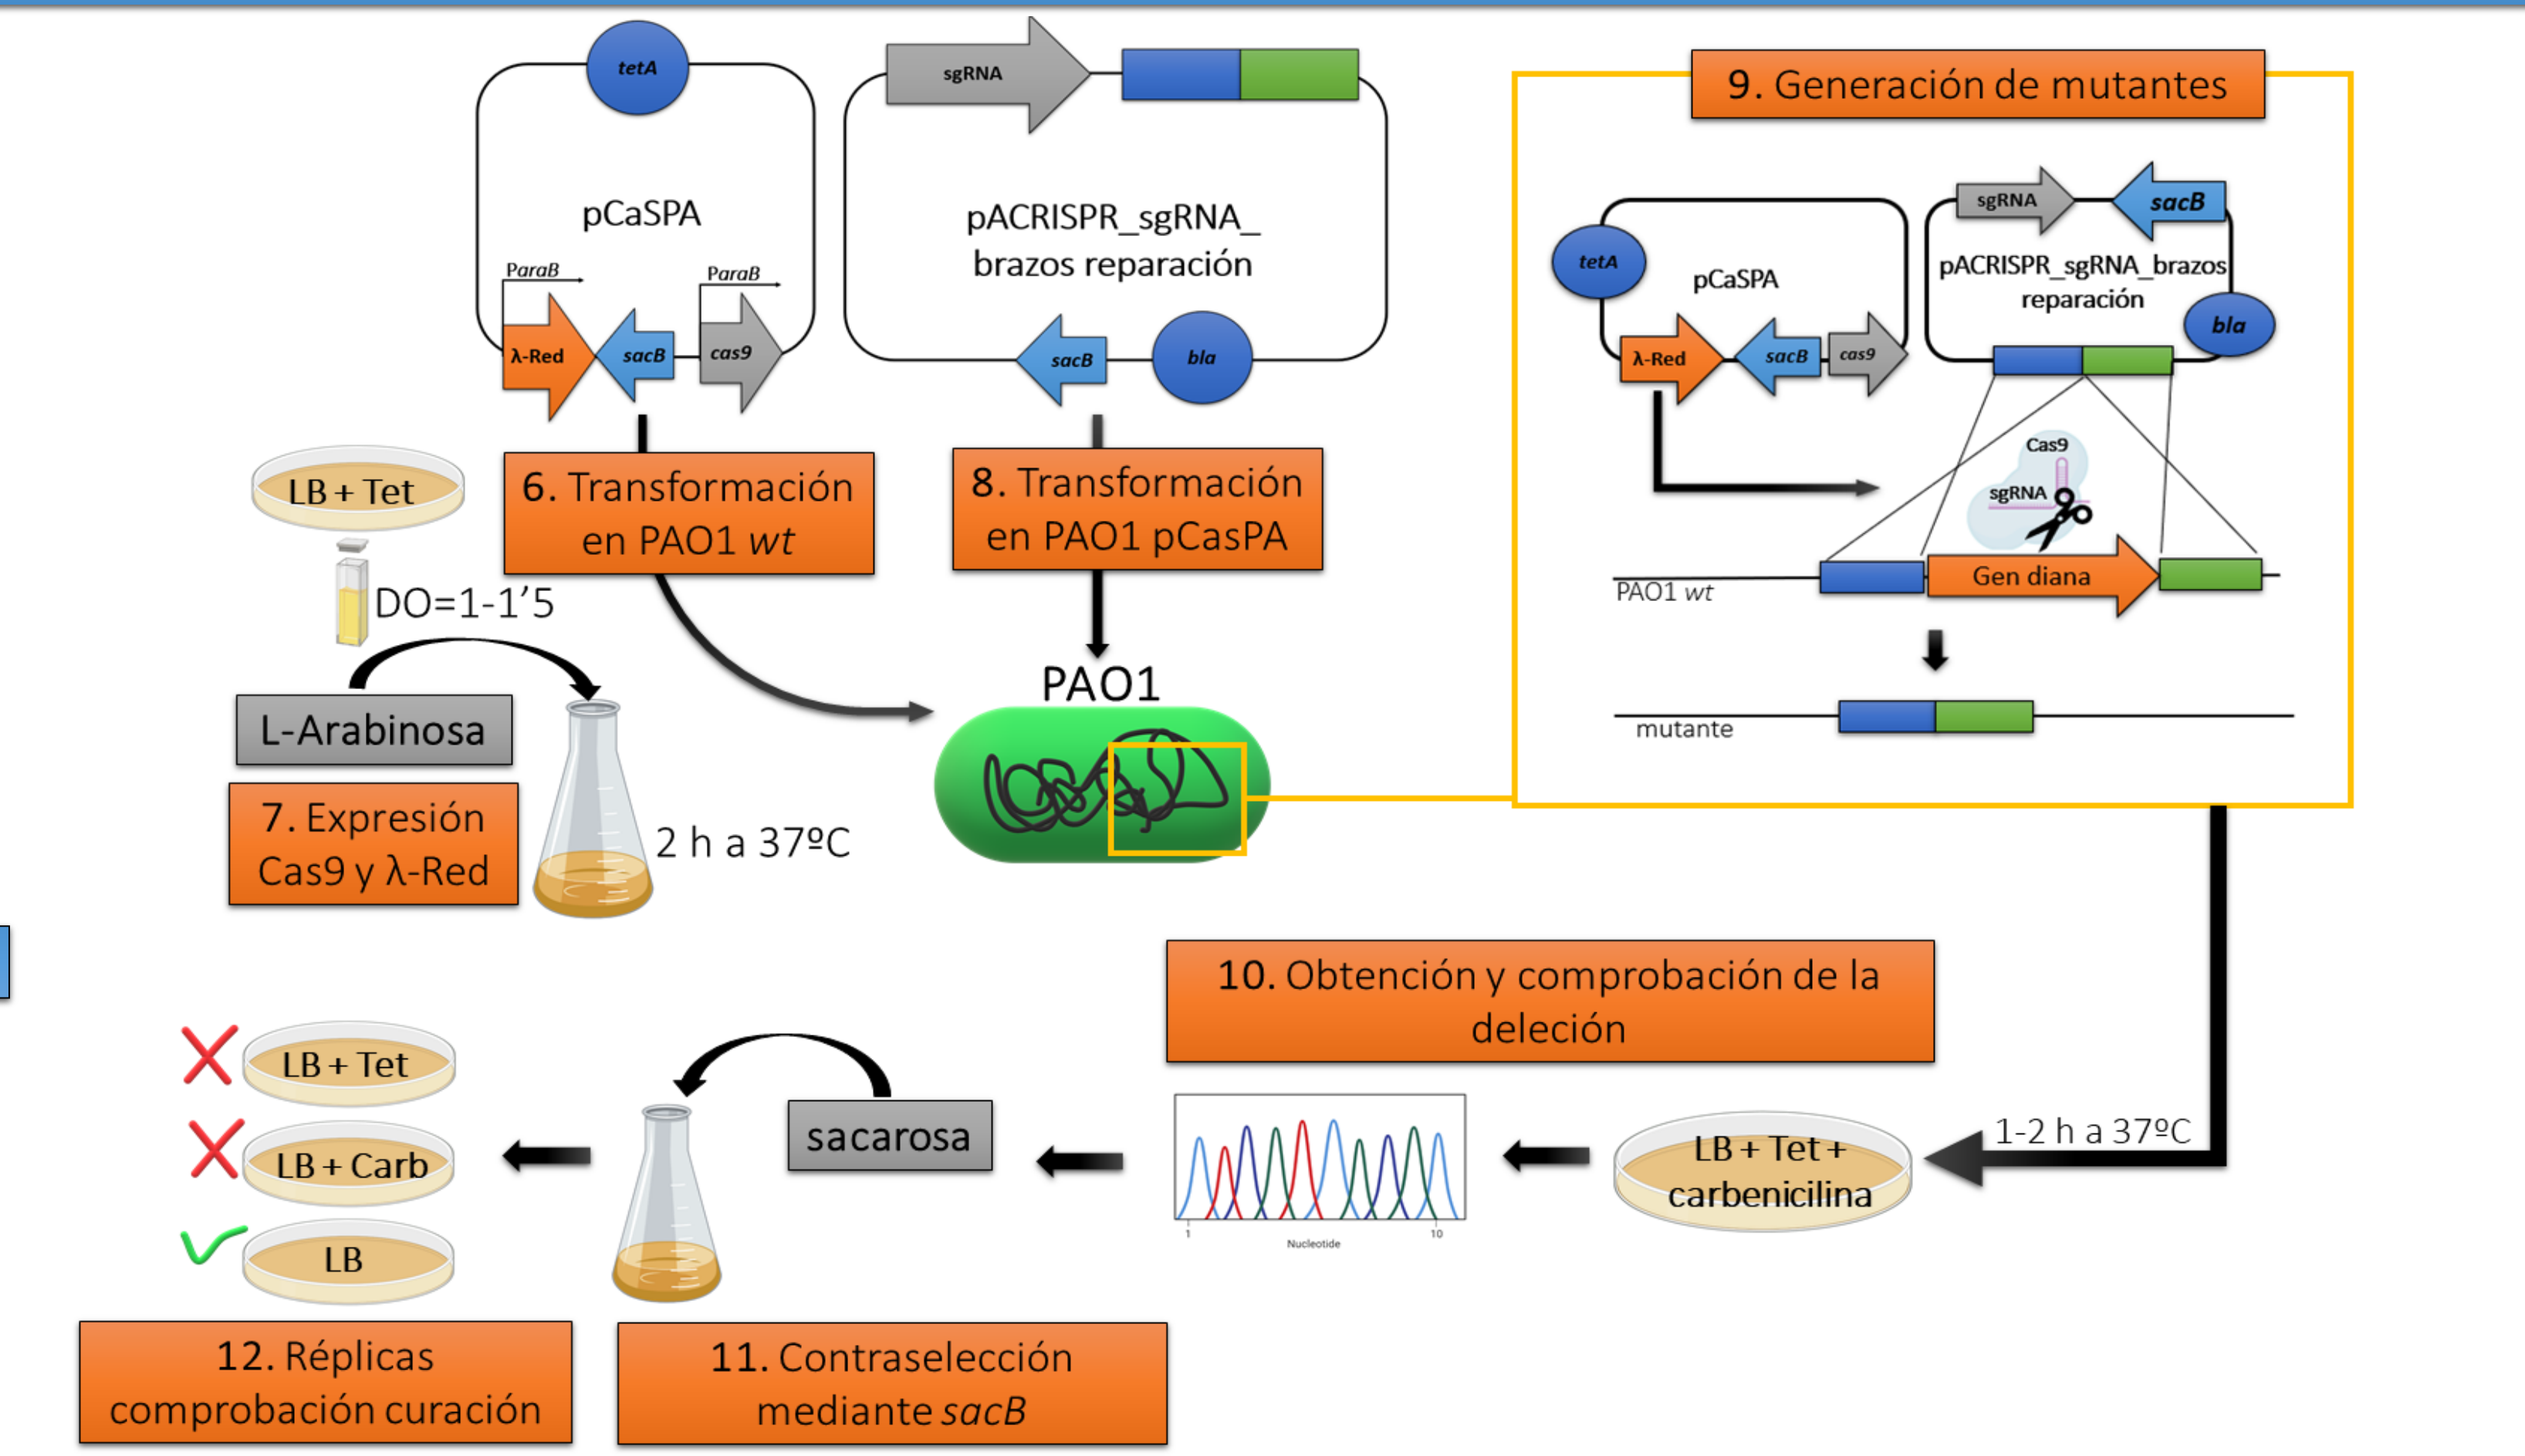 tetA
pCaSPA
ParaB
ParaB
λ-Red
sacB
cas9
sgRNA
pACRISPR_sgRNA_
brazos reparación
sacB
bla
LB + Tet
DO=1-1’5
6. Transformación
en PAO1 wt
8. Transformación
en PAO1 pCasPA
L-Arabinosa
7. Expresión
Cas9 y λ-Red
2 h a 37ºC
PAO1
9. Generación de mutantes
tetA
pCaSPA
λ-Red
sacB
cas9
sgRNA
sacB
pACRISPR_sgRNA_brazos
reparación
bla
Cas9
sgRNA
Gen diana
PAO1 wt
mutante
10. Obtención y comprobación de la
deleción
1-2 h a 37ºC
LB + Tet +
carbenicilina
1
10
Nucleotide
sacarosa
11. Contraselección
mediante sacB
LB + Tet
LB + Carb
LB
12. Réplicas
comprobación curación